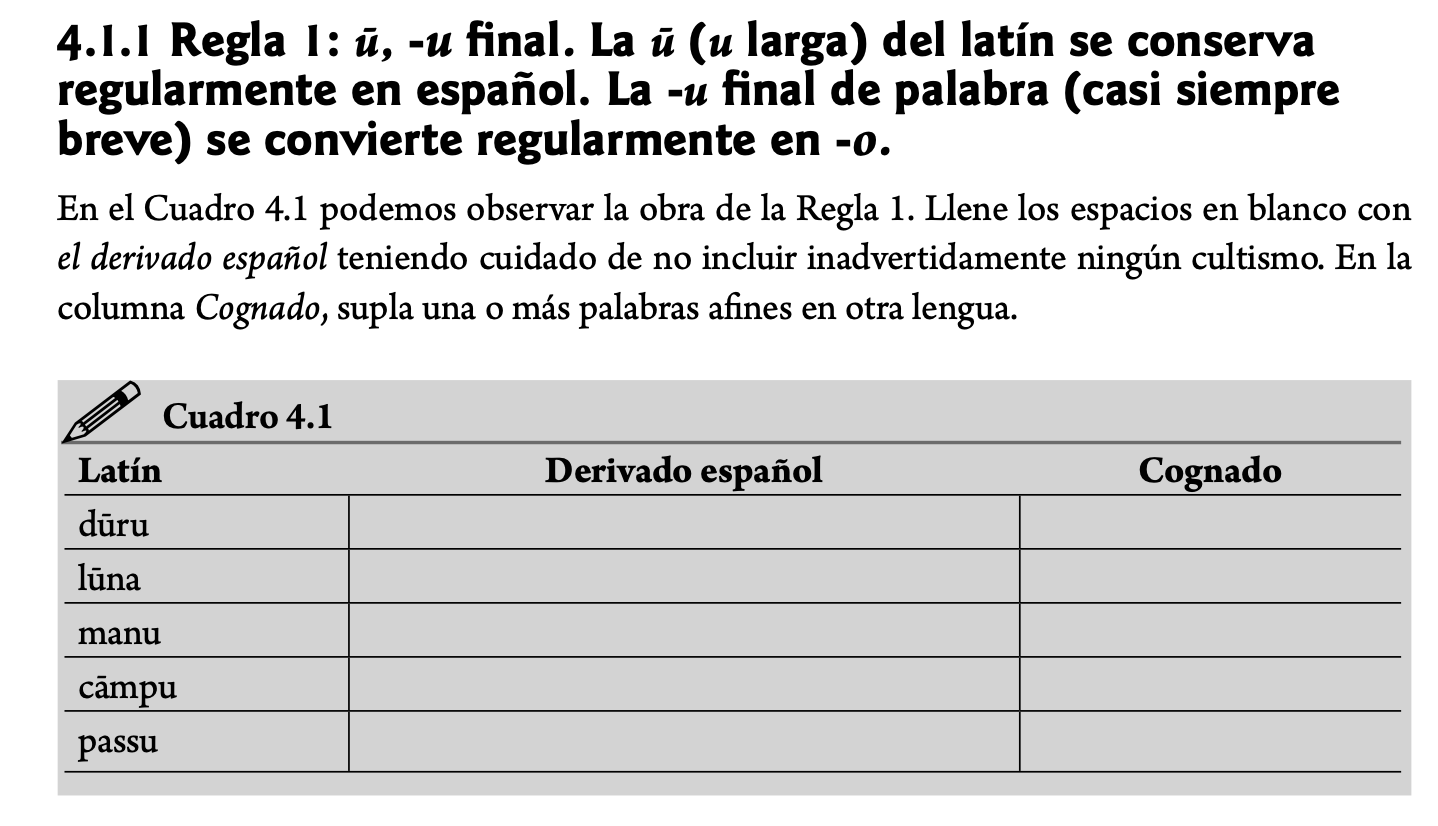 4.1.1 Regla 1: ū, -u final. La ū (u larga) del latín se conserva
regularmente en español. La -u final de palabra (casi siempre
breve) se convierte regularmente en -o.
En el Cuadro 4.1 podemos observar la obra de la Regla 1. Llene los espacios en blanco con
el derivado español teniendo cuidado de no incluir inadvertidamente ningún cultismo. En la
columna Cognado, supla una o más palabras afines en otra lengua.
Cuadro 4.1
Latín Derivado español Cognado
dūru
lūna
manu
cāmpu
passu